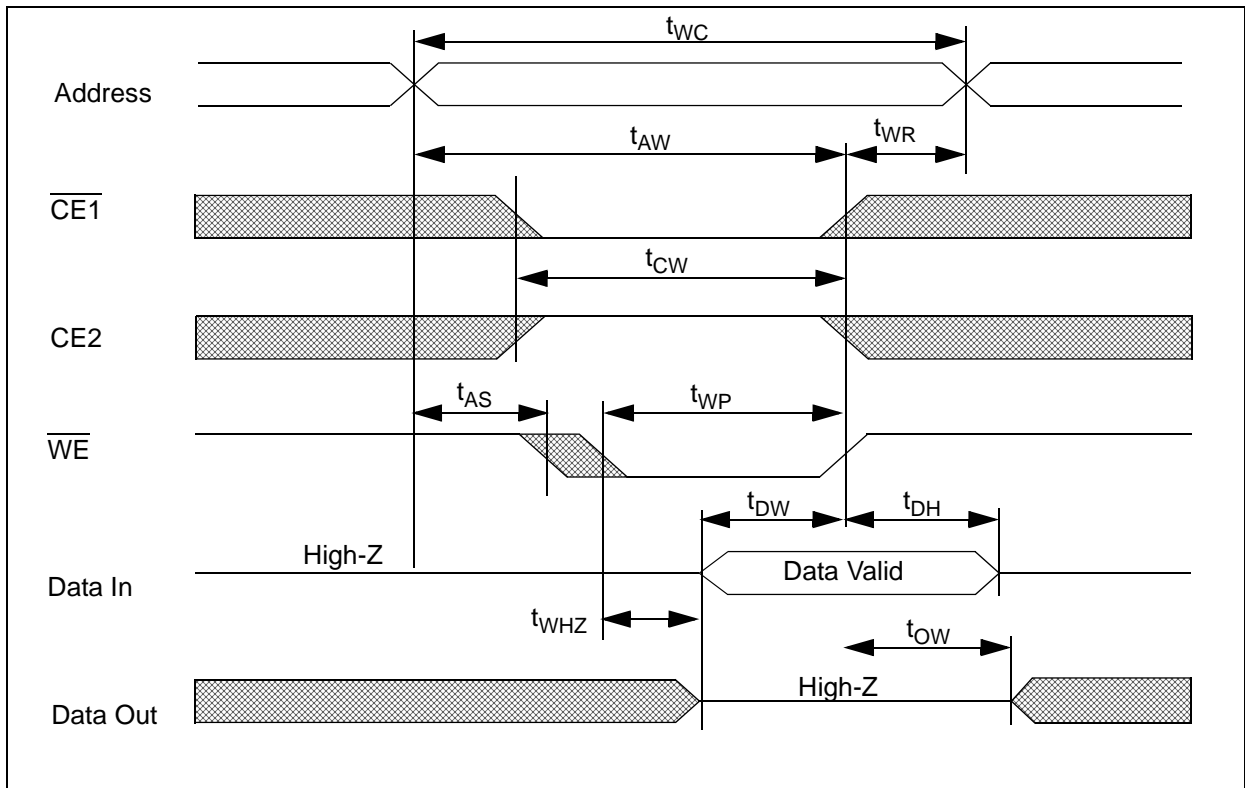 tWC
Address
tAW
tWR
CE1
tCW
CE2
tAS
tWP
WE
tDW
tDH
High-Z
Data In
Data Valid
tWHZ
tOW
High-Z
Data Out